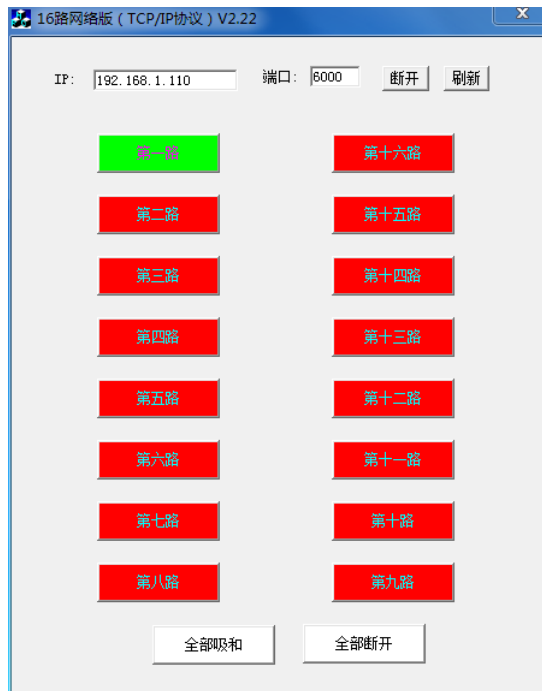 16路网络版（TCP/IP协议）V2.22
X
IP: 192.168.1.110 端口: 6000 断开 刷新
第一路 第十六路
第二路 第十五路
第三路 第十四路
第四路 第十三路
第五路 第十二路
第六路 第十一路
第七路 第十路
第八路 第九路
全部吸和 全部断开